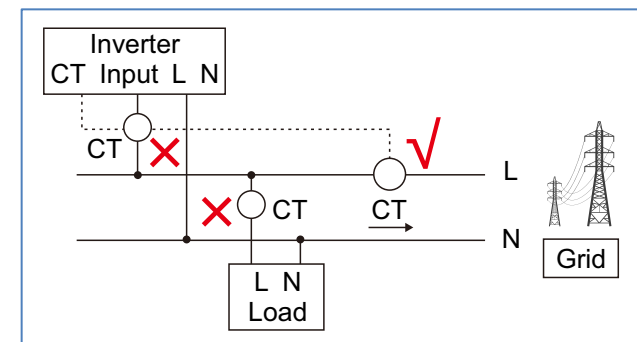 Inverter
CT Input L N
CT
L
CT
CT
N
L N
Load
Grid